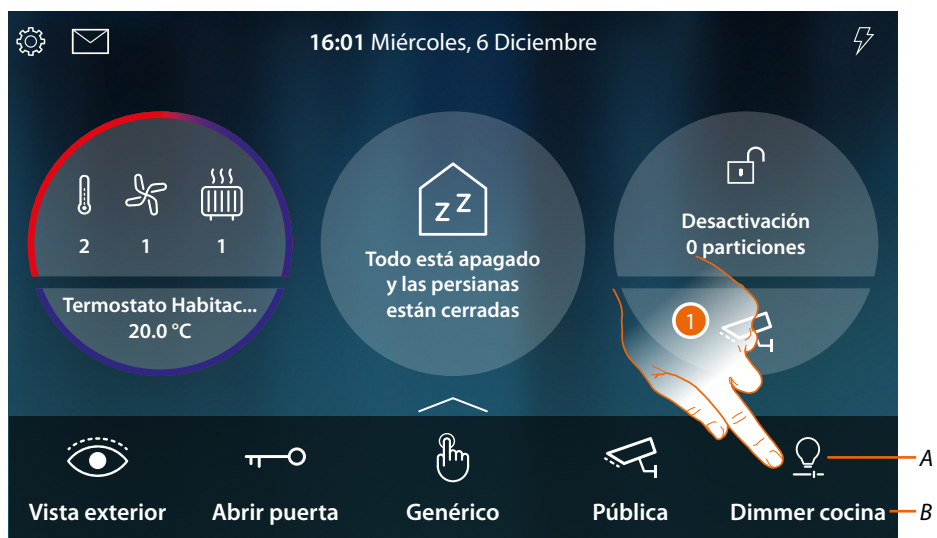 16:01 Miércoles, 6 Diciembre
2 1 1
Termostato Habitac...
20.0 °C
z Z
Todo está apagado
y las persianas
están cerradas
Desactivación
0 particiones
1
A
Vista exterior Abrir puerta Genérico Pública Dimmer cocina B